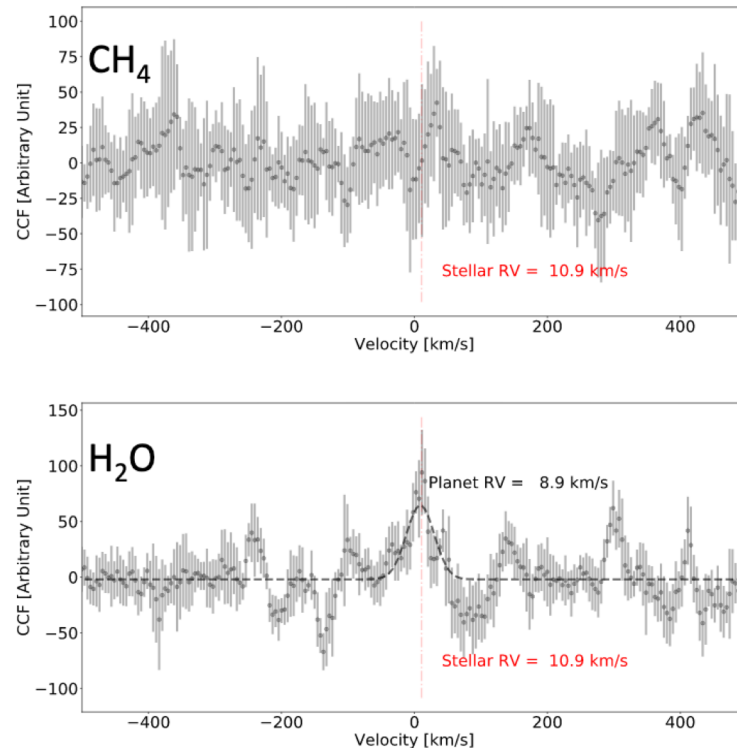 100
CH₄
75
50
25
0
−25
−50
−75
−100
CCF [Arbitrary Unit]
Stellar RV = 10.9 km/s
−400 −200 0 200 400
Velocity [km/s]
150
H₂O
100
50
0
−50
−100
CCF [Arbitrary Unit]
Planet RV = 8.9 km/s
Stellar RV = 10.9 km/s
−400 −200 0 200 400
Velocity [km/s]